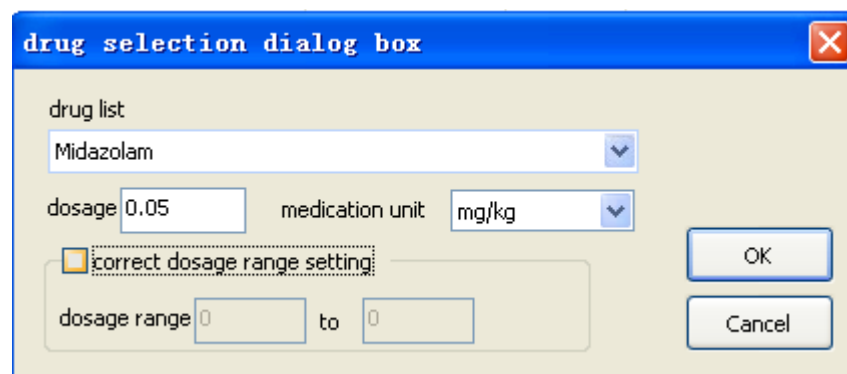 drug selection dialog box
drug list
Midazolam
dosage 0.05 medication unit mg/kg
correct dosage range setting
OK
dosage range 0 to 0
Cancel